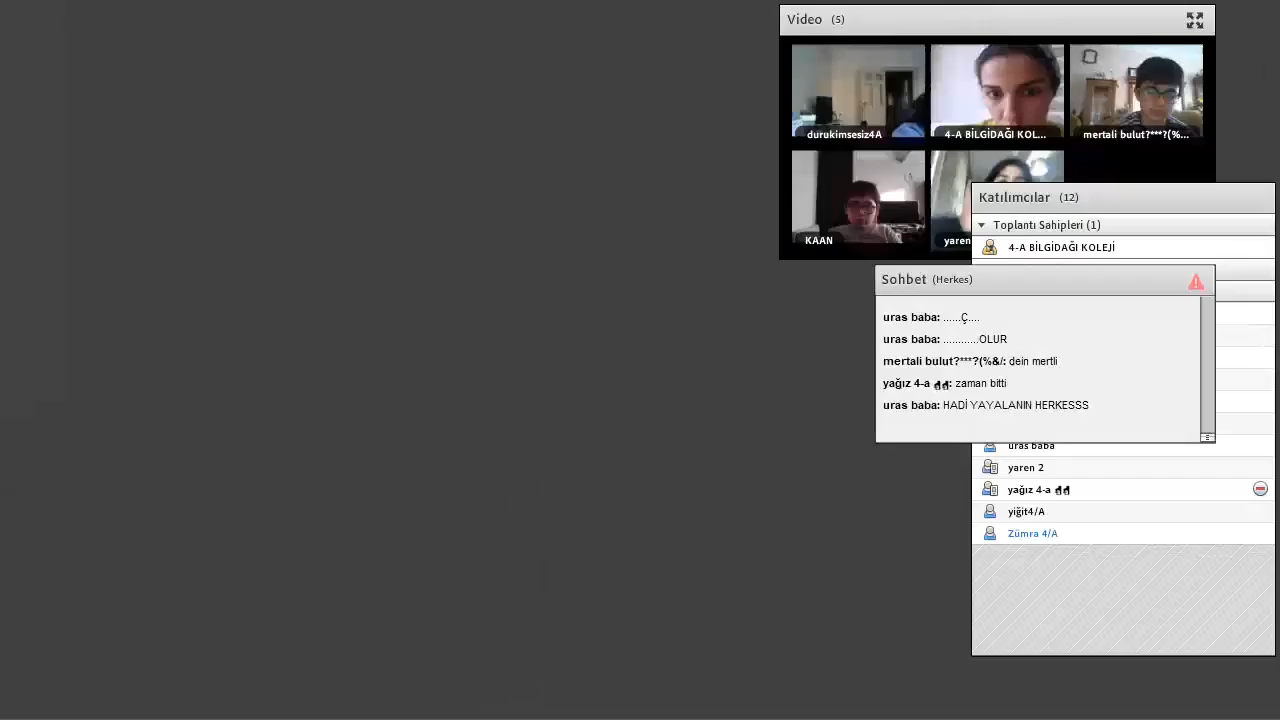 Video (5)
durukimsesiz4A
4-A BİLGİDAĞI KOL...
mertali bulut?***?(%...
KAAN
yaren
Katılımcılar (12)
Toplantı Sahipleri (1)
4-A BİLGİDAĞI KOLEJİ
Sohbet (Herkes)
uras baba: ......Ç....
uras baba: ............OLUR
mertali bulut?***?(%&/: dein mertli
yağız 4-a: zaman bitti
uras baba: HADİ YAYALANIN HERKESSS
uras baba
yaren 2
yağız 4-a
yiğit4/A
Zümra 4/A